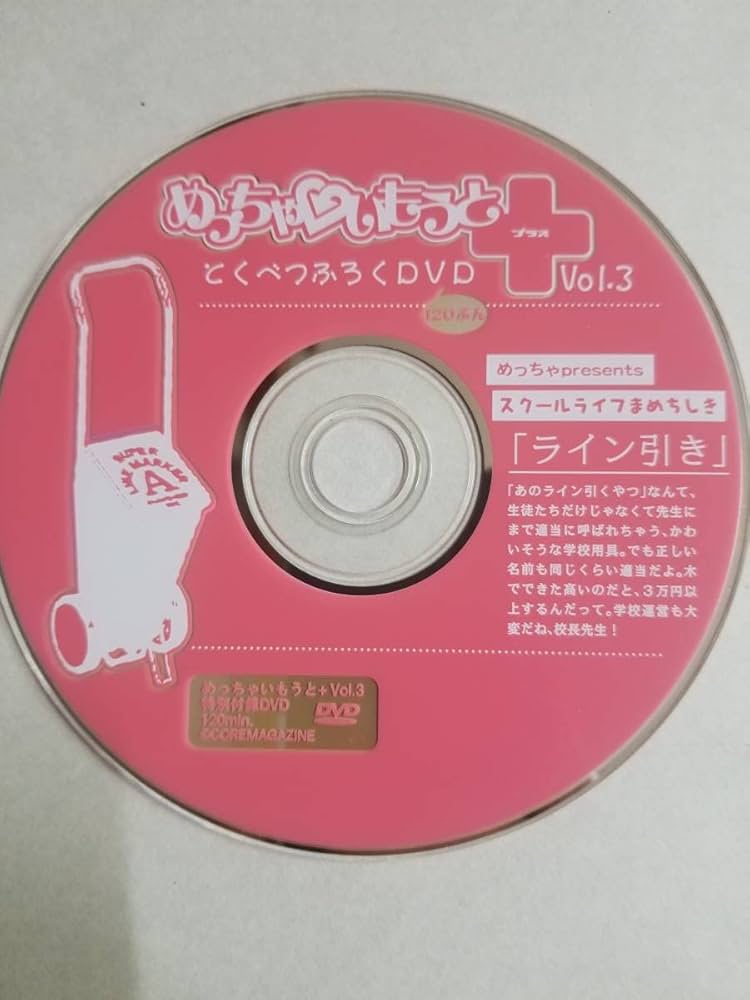 めっちゃ♡いもうと
プラス
とくべつふろくDVD
Vol.3
120ぷん
めっちゃpresents
スクールライフまめちしき
「ライン引き」
「あのライン引くやつ」なんて、
生徒たちだけじゃなくて先生に
まで適当に呼ばれちゃう、かわ
いそうな学校用具。でも正しい
名前も同じくらい適当だよ。木
でできた高いのだと、3万円以
上するんだって。学校運営も大
変だね、校長先生!
LINE MARKER
A
めっちゃいもうと+ Vol.3
特別付録DVD
120min.
©COREMAGAZINE
DVD